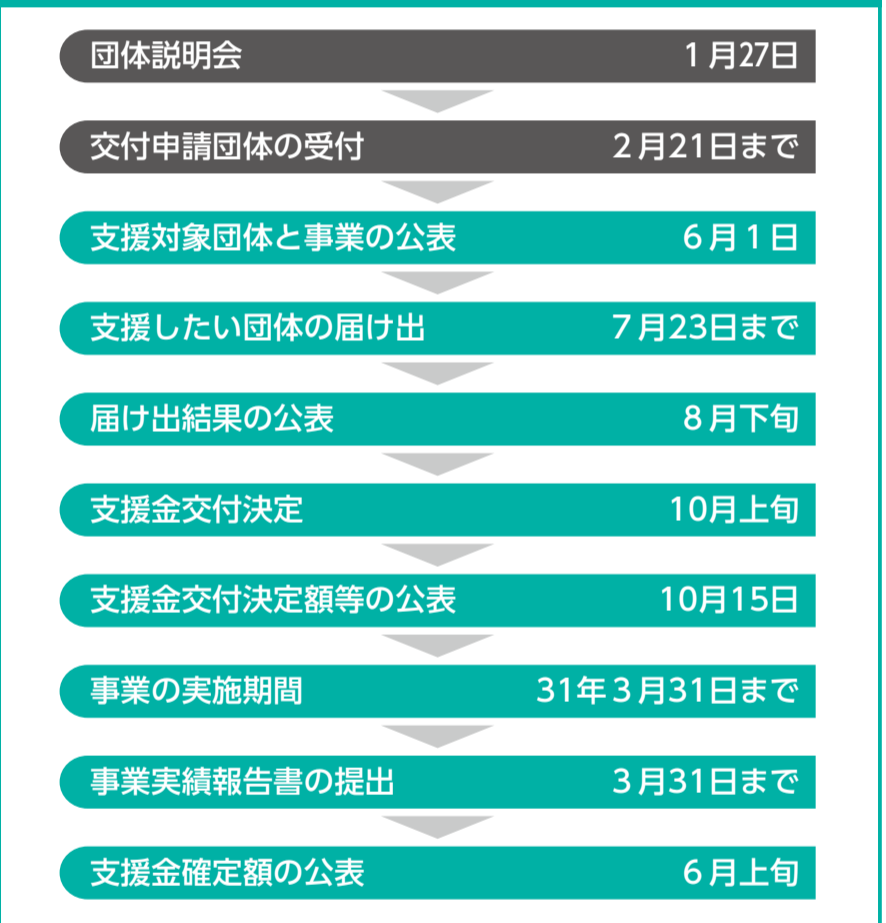 団体説明会 1月27日
交付申請団体の受付 2月21日まで
支援対象団体と事業の公表 6月1日
支援したい団体の届け出 7月23日まで
届け出結果の公表 8月下旬
支援金交付決定 10月上旬
支援金交付決定額等の公表 10月15日
事業の実施期間 31年3月31日まで
事業実績報告書の提出 3月31日まで
支援金確定額の公表 6月上旬